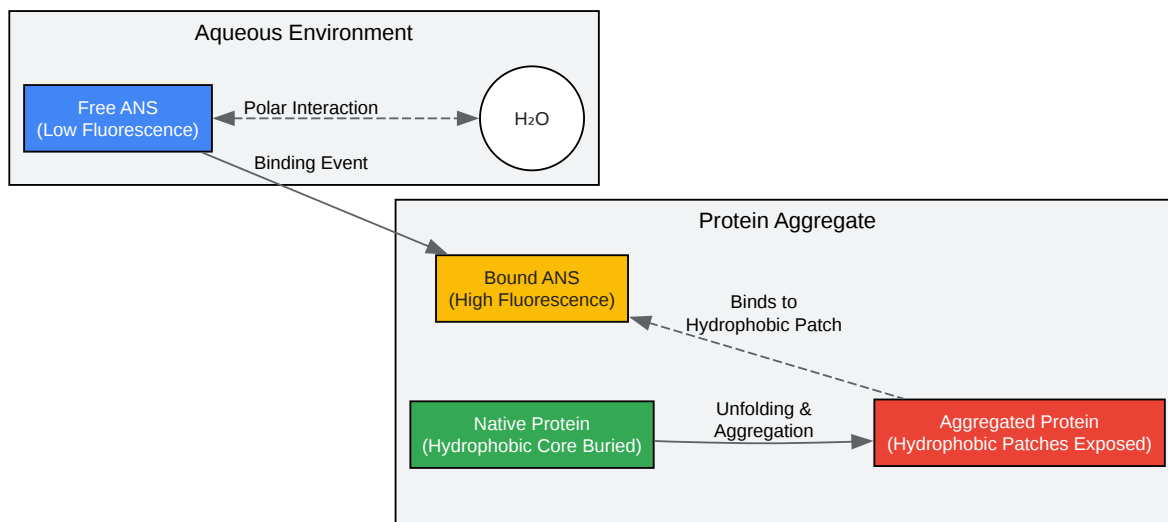 Aqueous Environment
Free ANS
(Low Fluorescence)
Polar Interaction
H₂O
Binding Event
Protein Aggregate
Bound ANS
(High Fluorescence)
Binds to
Hydrophobic Patch
Native Protein
(Hydrophobic Core Buried)
Unfolding &
Aggregation
Aggregated Protein
(Hydrophobic Patches Exposed)